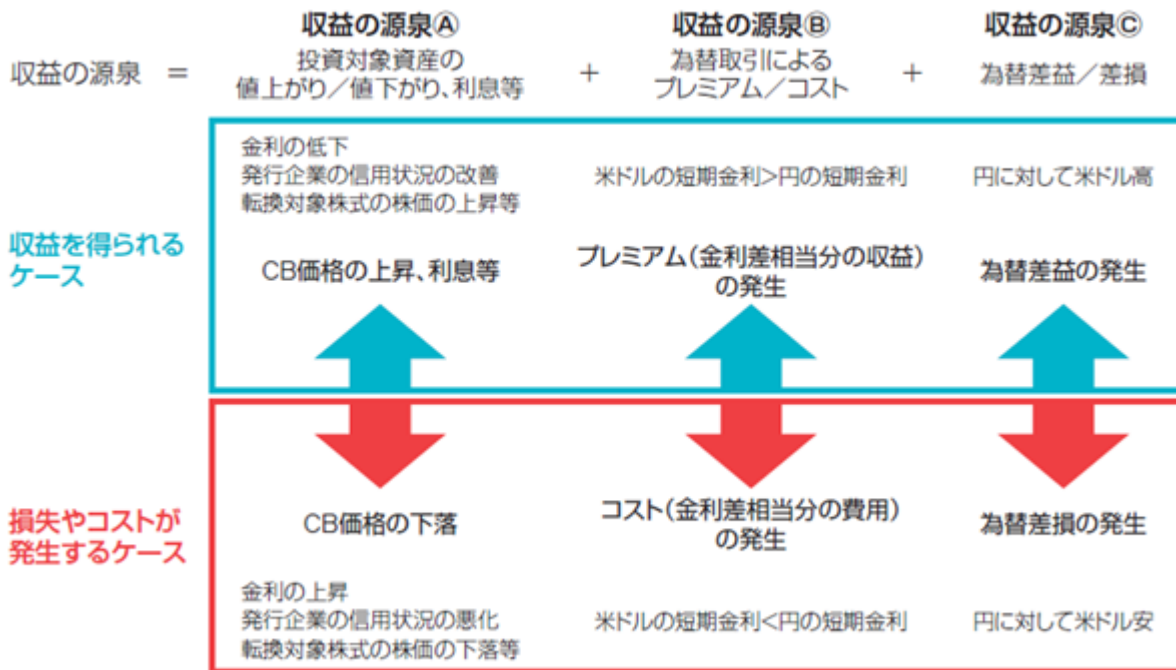 収益の源泉Ⓐ
収益の源泉Ⓑ
収益の源泉Ⓒ
収益の源泉 =
投資対象資産の
値上がり／値下がり、利息等
+
為替取引による
プレミアム／コスト
+
為替差益／差損
収益を得られる
ケース
金利の低下
発行企業の信用状況の改善
転換対象株式の株価の上昇等
米ドルの短期金利>円の短期金利
円に対して米ドル高
CB価格の上昇、利息等
プレミアム(金利差相当分の収益)
の発生
為替差益の発生
損失やコストが
発生するケース
CB価格の下落
コスト(金利差相当分の費用)
の発生
為替差損の発生
金利の上昇
発行企業の信用状況の悪化
転換対象株式の株価の下落等
米ドルの短期金利<円の短期金利
円に対して米ドル安